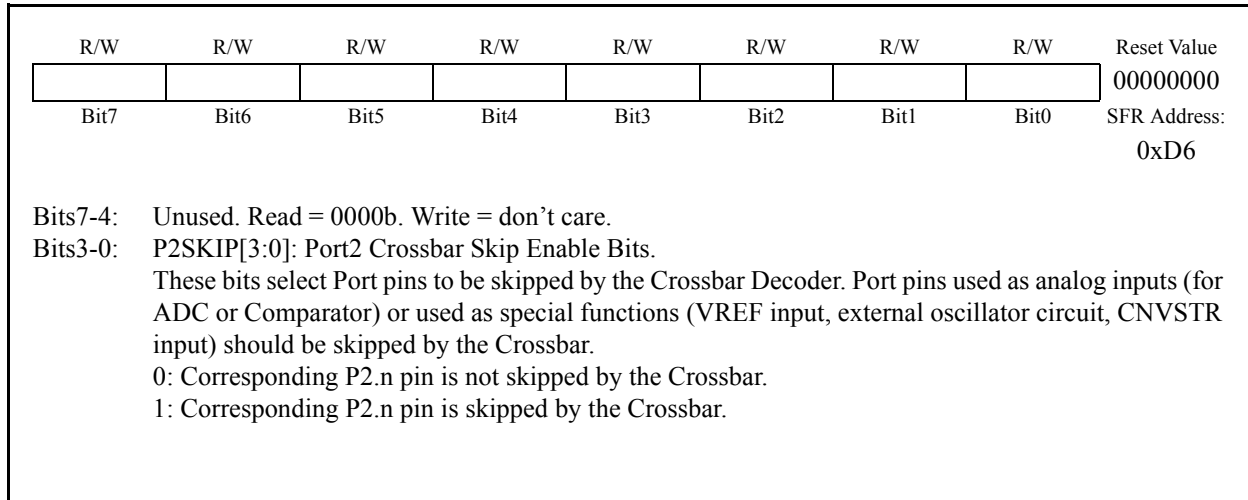 R/W R/W R/W R/W R/W R/W R/W R/W Reset Value
00000000
Bit7 Bit6 Bit5 Bit4 Bit3 Bit2 Bit1 Bit0 SFR Address:
0xD6
Bits7-4: Unused. Read = 0000b. Write = don’t care.
Bits3-0: P2SKIP[3:0]: Port2 Crossbar Skip Enable Bits.
These bits select Port pins to be skipped by the Crossbar Decoder. Port pins used as analog inputs (for
ADC or Comparator) or used as special functions (VREF input, external oscillator circuit, CNVSTR
input) should be skipped by the Crossbar.
0: Corresponding P2.n pin is not skipped by the Crossbar.
1: Corresponding P2.n pin is skipped by the Crossbar.